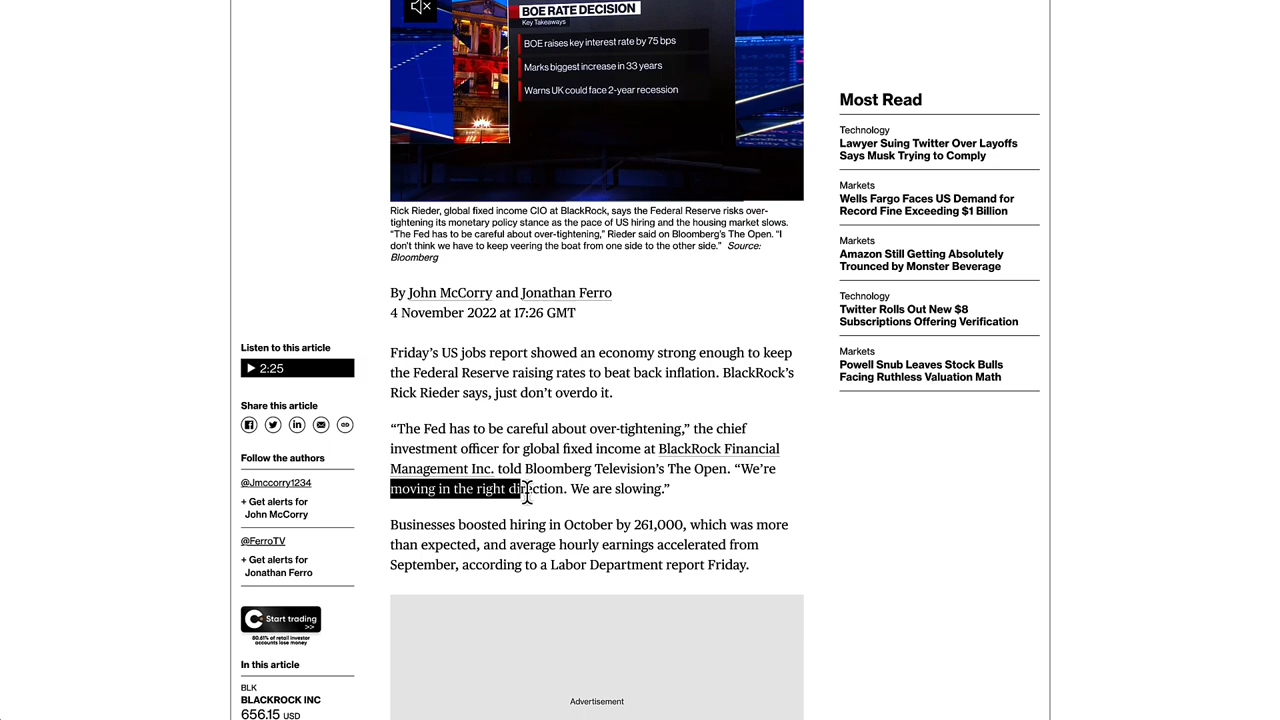 BOE RATE DECISION
Key Takeaways
BOE raises key interest rate by 75 bps
Marks biggest increase in 33 years
Warns UK could face 2-year recession
Rick Rieder, global fixed income CIO at BlackRock, says the Federal Reserve risks over-
tightening its monetary policy stance as the pace of US hiring and the housing market slows.
“The Fed has to be careful about over-tightening,” Rieder said on Bloomberg’s The Open. “I
don’t think we have to keep veering the boat from one side to the other side.” Source:
Bloomberg
By John McCorry and Jonathan Ferro
4 November 2022 at 17:26 GMT
Listen to this article
2:25
Share this article
Follow the authors
@Jmccorry1234
+ Get alerts for
John McCorry
@FerroTV
+ Get alerts for
Jonathan Ferro
Start trading
>>
80.61% of retail investor
accounts lose money
In this article
BLK
BLACKROCK INC
656.15 USD
Friday’s US jobs report showed an economy strong enough to keep
the Federal Reserve raising rates to beat back inflation. BlackRock’s
Rick Rieder says, just don’t overdo it.
“The Fed has to be careful about over-tightening,” the chief
investment officer for global fixed income at BlackRock Financial
Management Inc. told Bloomberg Television’s The Open. “We’re
moving in the right direction. We are slowing.”
Businesses boosted hiring in October by 261,000, which was more
than expected, and average hourly earnings accelerated from
September, according to a Labor Department report Friday.
Advertisement
Most Read
Technology
Lawyer Suing Twitter Over Layoffs
Says Musk Trying to Comply
Markets
Wells Fargo Faces US Demand for
Record Fine Exceeding $1 Billion
Markets
Amazon Still Getting Absolutely
Trounced by Monster Beverage
Technology
Twitter Rolls Out New $8
Subscriptions Offering Verification
Markets
Powell Snub Leaves Stock Bulls
Facing Ruthless Valuation Math